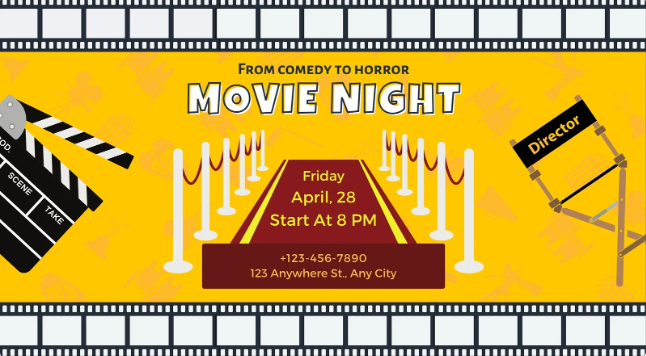 From comedy to horror
MOVIE NIGHT
Friday
April, 28
Start At 8 PM
+123-456-7890
123 Anywhere St., Any City
SCENE
TAKE
Director